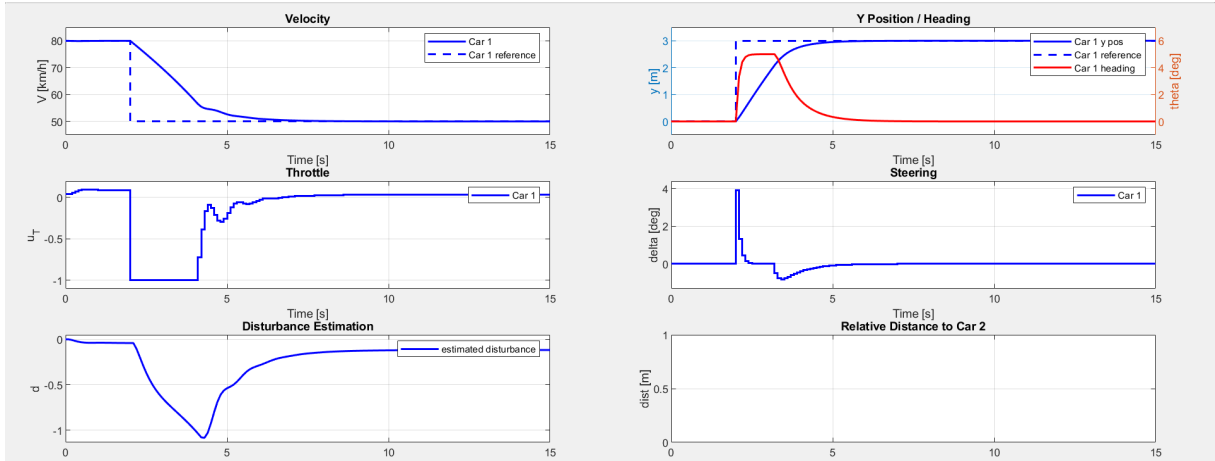 Velocity
80
70
60
50
V [km/h]
Car 1
Car 1 reference
0
5
10
15
Time [s]
Y Position / Heading
3
2
1
0
y [m]
6
4
2
0
theta [deg]
Car 1 y pos
Car 1 reference
Car 1 heading
0
5
10
15
Time [s]
Throttle
0
-0.5
-1
u_T
Car 1
0
5
10
15
Time [s]
Steering
4
2
0
delta [deg]
Car 1
0
5
10
15
Time [s]
Disturbance Estimation
0
-0.5
-1
d
estimated disturbance
0
5
10
15
Relative Distance to Car 2
1
0.5
0
dist [m]
0
5
10
15